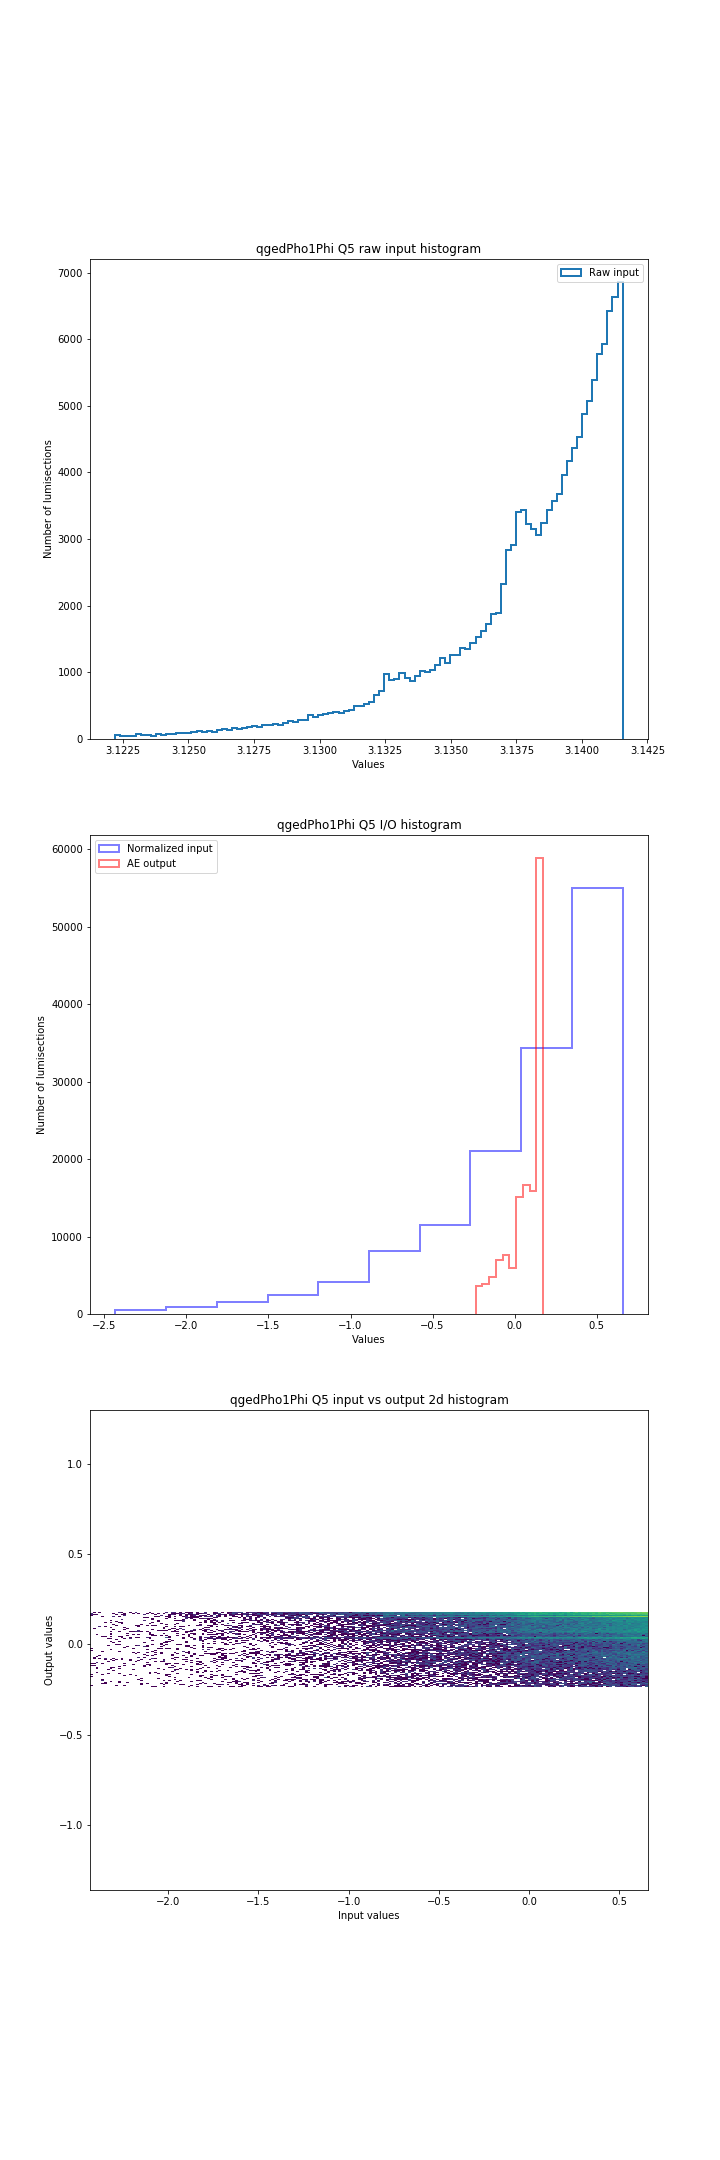 qgedPho1Phi Q5 raw input histogram
Raw input
7000
6000
5000
4000
3000
2000
1000
0
Number of lumisections
3.1225 3.1250 3.1275 3.1300 3.1325 3.1350 3.1375 3.1400 3.1425
Values
qgedPho1Phi Q5 I/O histogram
Normalized input
AE output
60000
50000
40000
30000
20000
10000
0
Number of lumisections
−2.5 −2.0 −1.5 −1.0 −0.5 0.0 0.5
Values
qgedPho1Phi Q5 input vs output 2d histogram
1.0
0.5
0.0
−0.5
−1.0
Output values
−2.0 −1.5 −1.0 −0.5 0.0 0.5
Input values